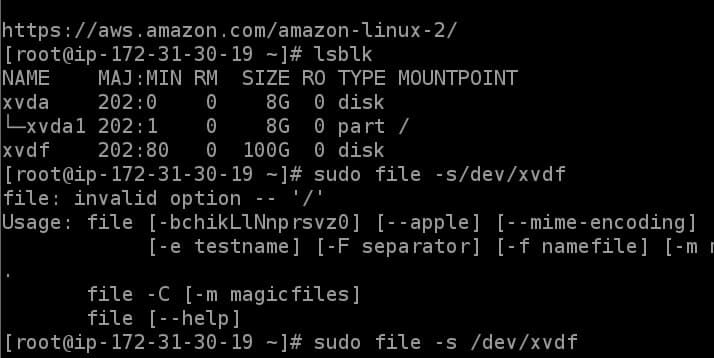 https://aws.amazon.com/amazon-linux-2/
[root@ip-172-31-30-19 ~]# lsblk
NAME    MAJ:MIN RM  SIZE RO TYPE MOUNTPOINT
xvda    202:0    0    8G  0 disk
└─xvda1 202:1    0    8G  0 part /
xvdf    202:80   0  100G  0 disk
[root@ip-172-31-30-19 ~]# sudo file -s/dev/xvdf
file: invalid option -- '/'
Usage: file [-bchikLlNnprsvz0] [--apple] [--mime-encoding]
            [-e testname] [-F separator] [-f namefile] [-m
.
       file -C [-m magicfiles]
       file [--help]
[root@ip-172-31-30-19 ~]# sudo file -s /dev/xvdf